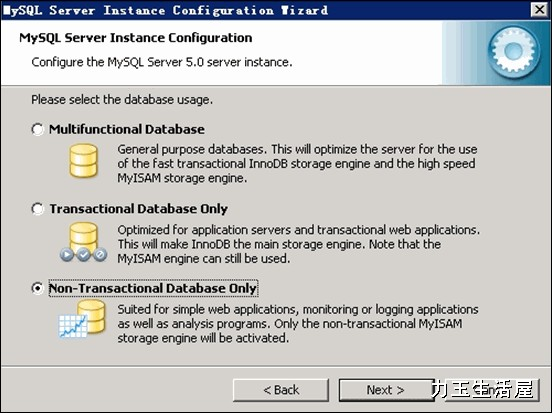 MySQL Server Instance Configuration Wizard
MySQL Server Instance Configuration
Configure the MySQL Server 5.0 server instance.
Please select the database usage.
Multifunctional Database
General purpose databases. This will optimize the server for the use
of the fast transactional InnoDB storage engine and the high speed
MyISAM storage engine.
Transactional Database Only
Optimized for application servers and transactional web applications.
This will make InnoDB the main storage engine. Note that the
MyISAM engine can still be used.
Non-Transactional Database Only
Suited for simple web applications, monitoring or logging applications
as well as analysis programs. Only the non-transactional MyISAM
storage engine will be activated.
< Back
Next >
力玉生活屋